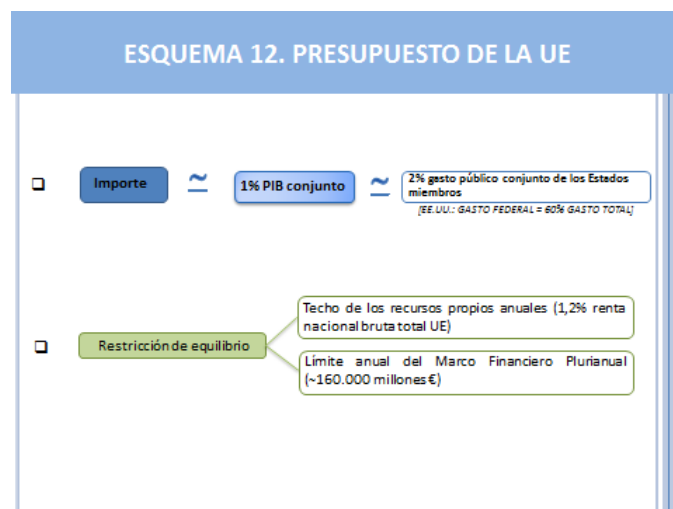 ESQUEMA 12. PRESUPUESTO DE LA UE
Importe
≃
1% PIB conjunto
≃
2% gasto público conjunto de los Estados
miembros
[EE.UU.: GASTO FEDERAL = 60% GASTO TOTAL]
Restricción de equilibrio
Techo de los recursos propios anuales (1,2% renta
nacional bruta total UE)
Límite anual del Marco Financiero Plurianual
(~160.000 millones €)